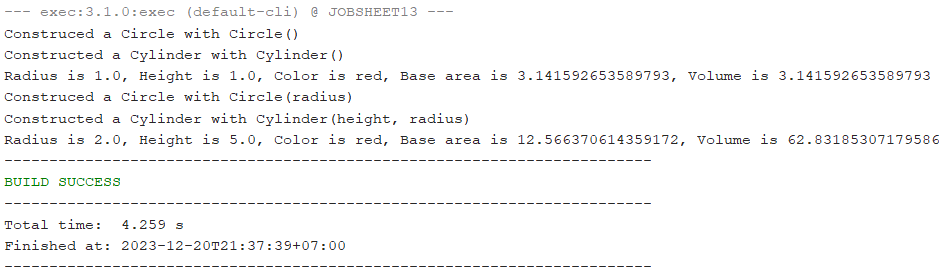 --- exec:3.1.0:exec (default-cli) @ JOBSHEET13 ---
Construced a Circle with Circle()
Constructed a Cylinder with Cylinder()
Radius is 1.0, Height is 1.0, Color is red, Base area is 3.141592653589793, Volume is 3.141592653589793
Construced a Circle with Circle(radius)
Constructed a Cylinder with Cylinder(height, radius)
Radius is 2.0, Height is 5.0, Color is red, Base area is 12.566370614359172, Volume is 62.83185307179586
------------------------------------------------------------------------
BUILD SUCCESS
------------------------------------------------------------------------
Total time:  4.259 s
Finished at: 2023-12-20T21:37:39+07:00
------------------------------------------------------------------------